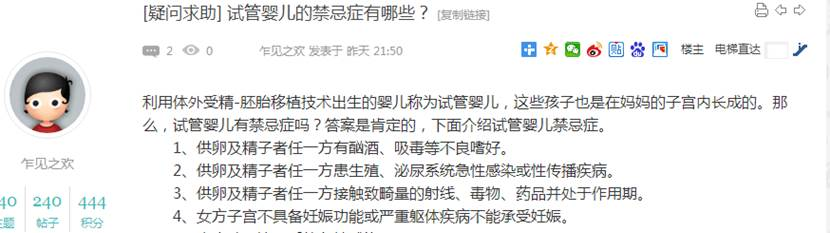 [疑问求助] 试管婴儿的禁忌症有哪些？ [复制链接]
2 0 乍见之欢 发表于 昨天 21:50 楼主 电梯直达
利用体外受精-胚胎移植技术出生的婴儿称为试管婴儿，这些孩子也是在妈妈的子宫内长成的。那
么，试管婴儿有禁忌症吗？答案是肯定的，下面介绍试管婴儿禁忌症。
1、供卵及精子者任一方有酗酒、吸毒等不良嗜好。
2、供卵及精子者任一方患生殖、泌尿系统急性感染或性传播疾病。
3、供卵及精子者任一方接触致畸量的射线、毒物、药品并处于作用期。
4、女方子宫不具备妊娠功能或严重躯体疾病不能承受妊娠。
乍见之欢
40 240 444
主题 帖子 积分